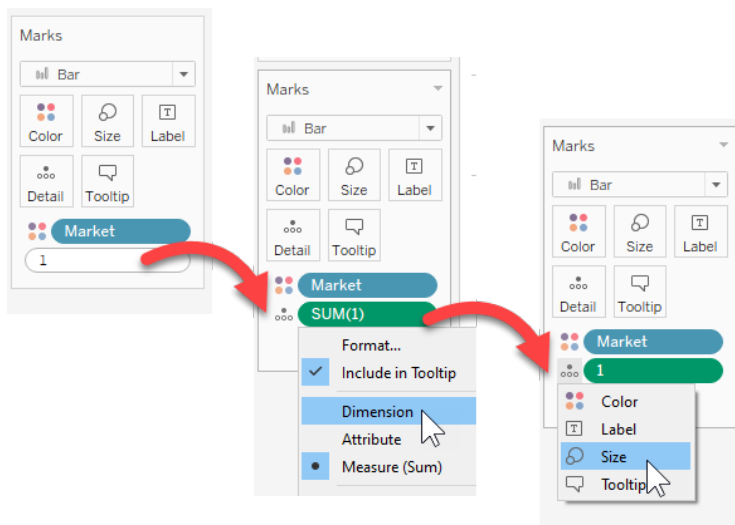 Marks
Bar
Color Size Label
Detail Tooltip
Market
1
Marks
Bar
Color Size Label
Detail Tooltip
Market
SUM(1)
Format...
Include in Tooltip
Dimension
Attribute
Measure (Sum)
Marks
Bar
Color Size Label
Detail Tooltip
Market
1
Color
Label
Size
Tooltip